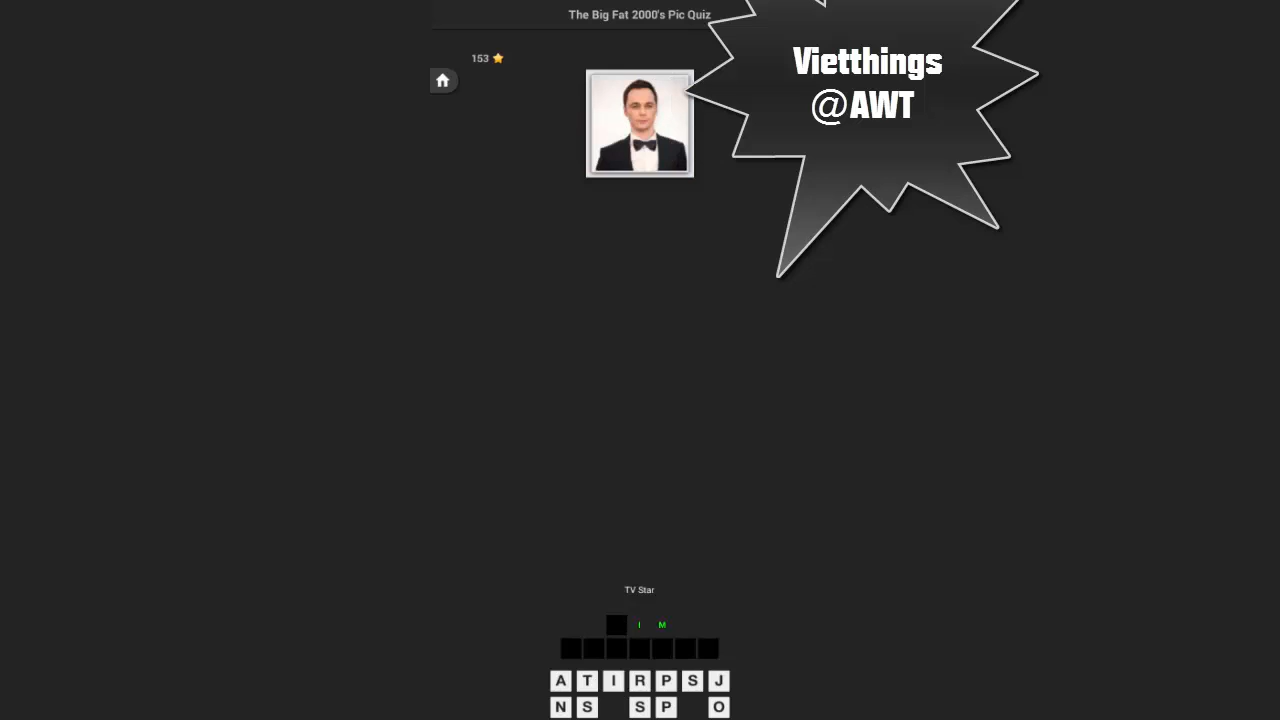 The Big Fat 2000's Pic Quiz
Vietthings
@AWT
153
TV Star
I M
A T I R P S J
N S S P O